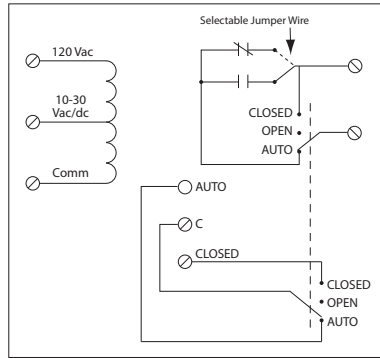 Selectable Jumper Wire
120 Vac
10-30
Vac/dc
Comm
CLOSED
OPEN
AUTO
AUTO
C
CLOSED
CLOSED
OPEN
AUTO